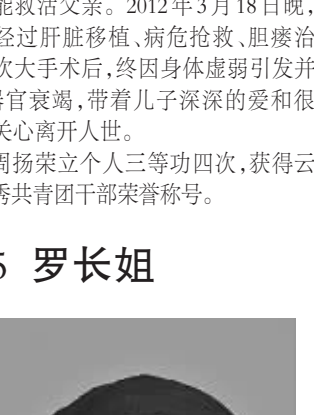 能救活父亲。2012年3月18日晚,
经过肝脏移植、病危抢救、胆瘘治
次大手术后,终因身体虚弱引发并
器官衰竭,带着儿子深深的爱和很
关心离开人世。
周扬荣立个人三等功四次,获得云
秀共青团干部荣誉称号。
罗长姐